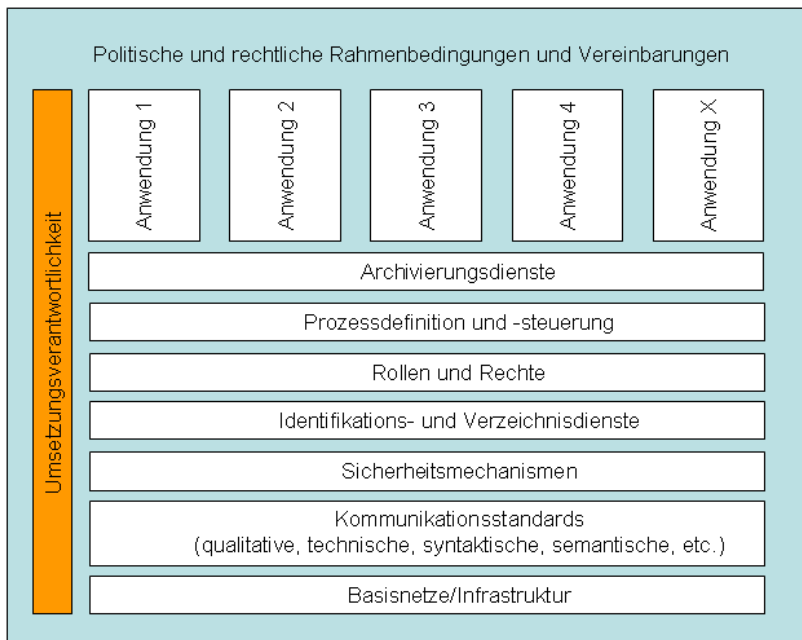 Politische und rechtliche Rahmenbedingungen und Vereinbarungen
Umsetzungsverantwortlichkeit
Anwendung 1
Anwendung 2
Anwendung 3
Anwendung 4
Anwendung X
Archivierungsdienste
Prozessdefinition und -steuerung
Rollen und Rechte
Identifikations- und Verzeichnisdienste
Sicherheitsmechanismen
Kommunikationsstandards
(qualitative, technische, syntaktische, semantische, etc.)
Basisnetze/Infrastruktur